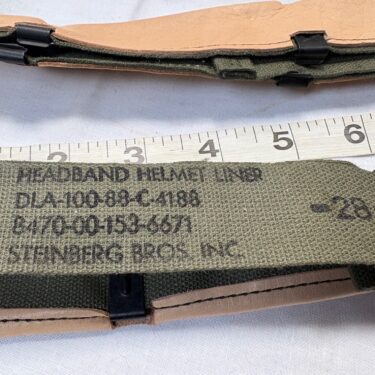 3 4 5 6
HEADBAND HELMET LINER
DLA-100-88-C-4188
8470-00-153-6671
-28
STEINBERG BROS. INC.